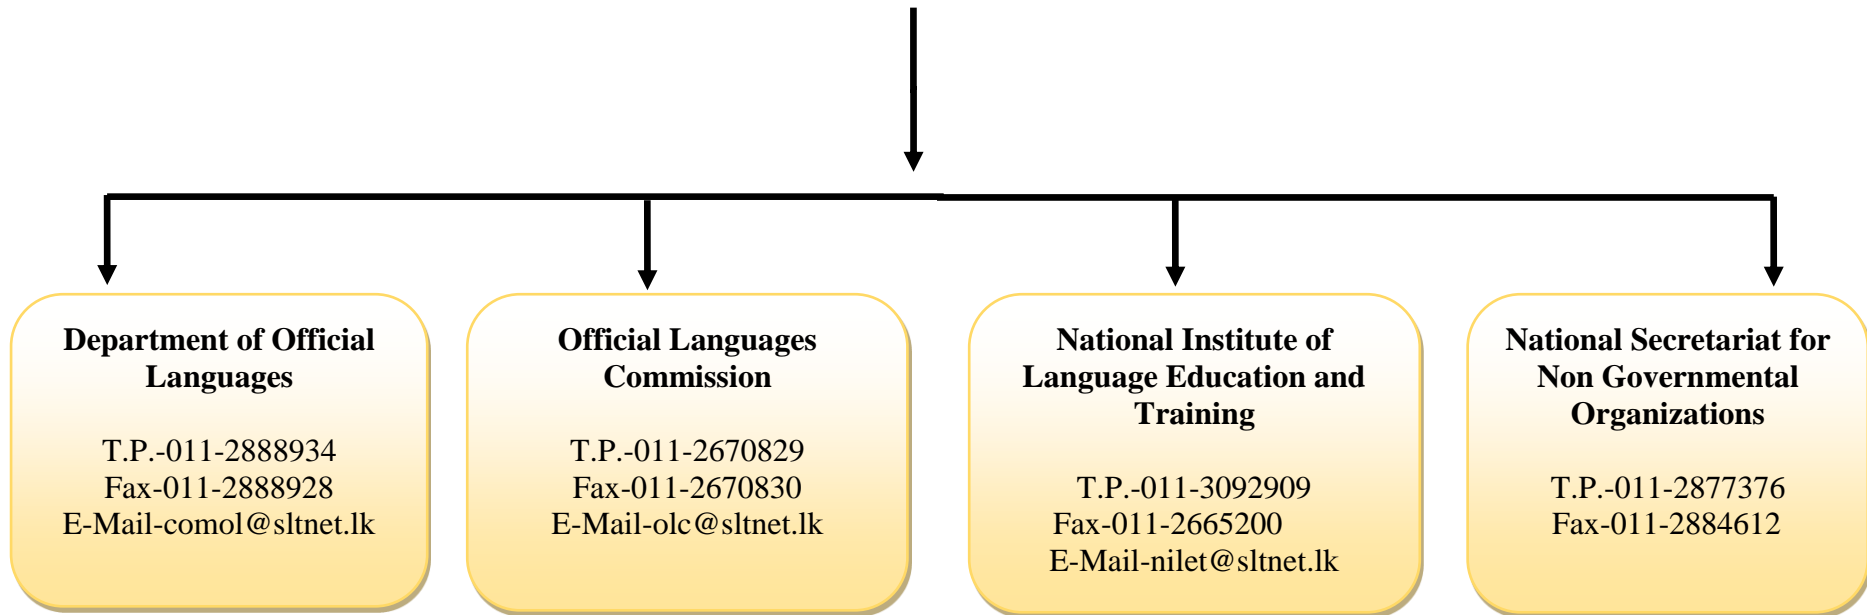 Department of Official
Languages
T.P.-011-2888934
Fax-011-2888928
E-Mail-comol@sltnet.lk
Official Languages
Commission
T.P.-011-2670829
Fax-011-2670830
E-Mail-olc@sltnet.lk
National Institute of
Language Education and
Training
T.P.-011-3092909
Fax-011-2665200
E-Mail-nilet@sltnet.lk
National Secretariat for
Non Governmental
Organizations
T.P.-011-2877376
Fax-011-2884612